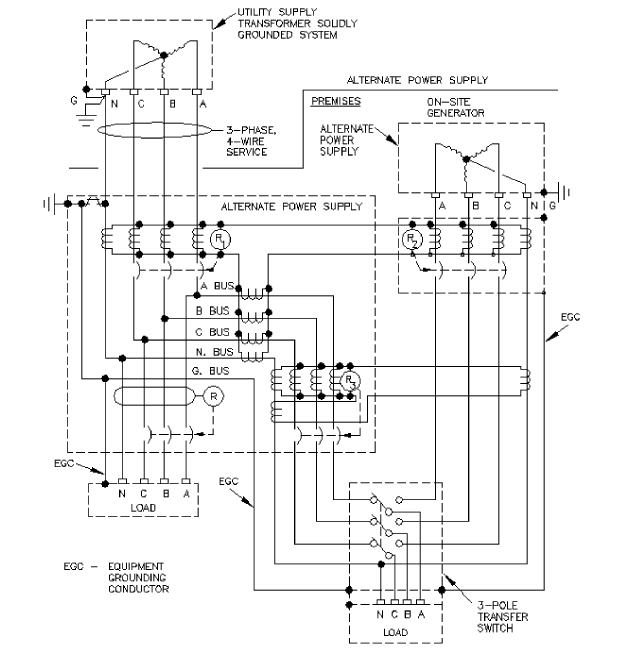 UTILITY SUPPLY
TRANSFORMER SOLIDLY
GROUNDED SYSTEM
ALTERNATE POWER SUPPLY
G
N
C
B
A
PREMISES
ON-SITE
GENERATOR
3-PHASE,
4-WIRE
SERVICE
ALTERNATE
POWER
SUPPLY
A
B
C
N
G
ALTERNATE POWER SUPPLY
R1
R2
A BUS
B BUS
C BUS
N. BUS
G. BUS
EGC
R3
R
EGC
EGC
N C B A
LOAD
EGC - EQUIPMENT
GROUNDING
CONDUCTOR
N C B A
LOAD
3-POLE
TRANSFER
SWITCH